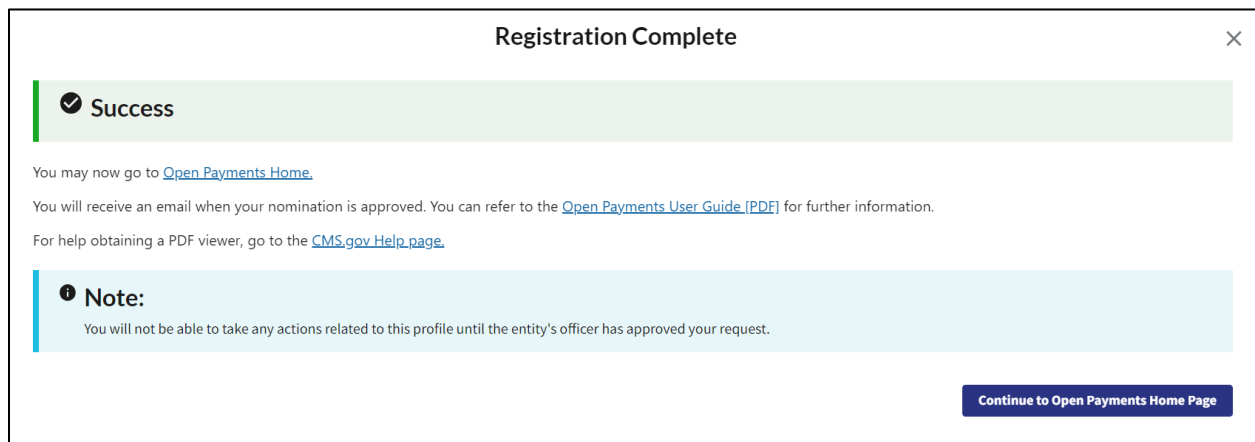 Registration Complete
Success
You may now go to Open Payments Home.
You will receive an email when your nomination is approved. You can refer to the Open Payments User Guide [PDF] for further information.
For help obtaining a PDF viewer, go to the CMS.gov Help page.
Note:
You will not be able to take any actions related to this profile until the entity's officer has approved your request.
Continue to Open Payments Home Page